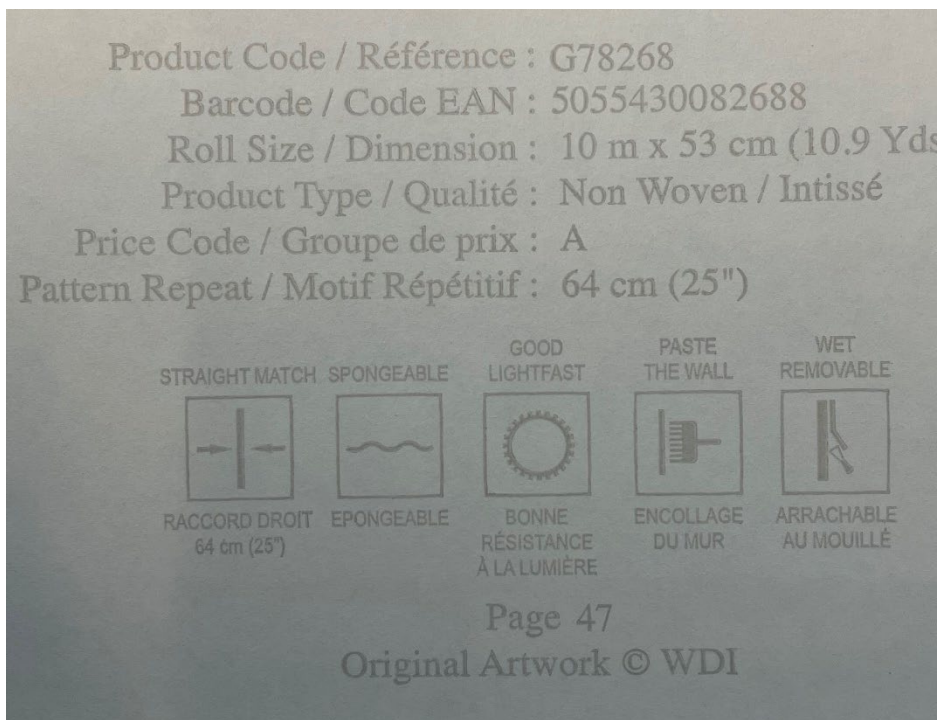 Product Code / Référence : G78268
Barcode / Code EAN : 5055430082688
Roll Size / Dimension : 10 m x 53 cm (10.9 Yds
Product Type / Qualité : Non Woven / Intissé
Price Code / Groupe de prix : A
Pattern Repeat / Motif Répétitif : 64 cm (25")
STRAIGHT MATCH
RACCORD DROIT
64 cm (25")
SPONGEABLE
EPONGEABLE
GOOD
LIGHTFAST
BONNE
RÉSISTANCE
À LA LUMIÈRE
PASTE
THE WALL
ENCOLLAGE
DU MUR
WET
REMOVABLE
ARRACHABLE
AU MOUILLÉ
Page 47
Original Artwork © WDI